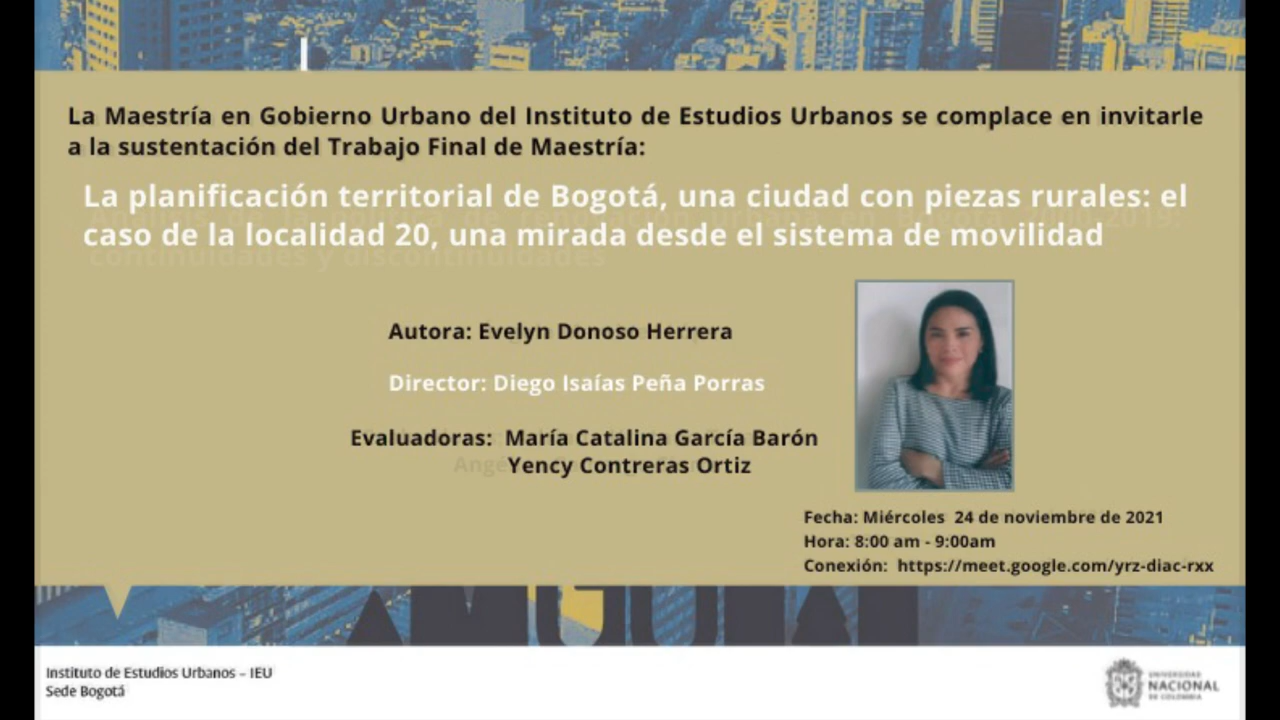 La Maestría en Gobierno Urbano del Instituto de Estudios Urbanos se complace en invitarle
a la sustentación del Trabajo Final de Maestría:
La planificación territorial de Bogotá, una ciudad con piezas rurales: el
caso de la localidad 20, una mirada desde el sistema de movilidad
Autora: Evelyn Donoso Herrera
Director: Diego Isaías Peña Porras
Evaluadoras: María Catalina García Barón
Yency Contreras Ortiz
Fecha: Miércoles 24 de noviembre de 2021
Hora: 8:00 am - 9:00am
Conexión: https://meet.google.com/yrz-diac-rxx
Instituto de Estudios Urbanos – IEU
Sede Bogotá
UNIVERSIDAD
NACIONAL
DE COLOMBIA